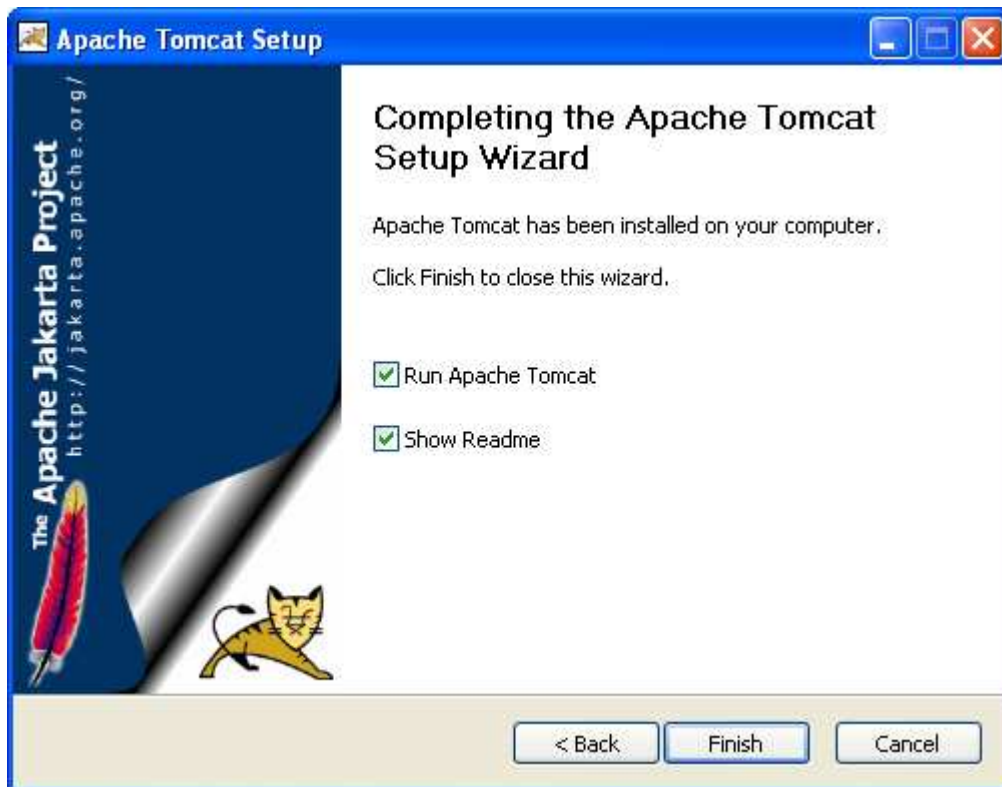 Apache Tomcat Setup
The Apache Jakarta Project
http://jakarta.apache.org/
Completing the Apache Tomcat
Setup Wizard
Apache Tomcat has been installed on your computer.
Click Finish to close this wizard.
Run Apache Tomcat
Show Readme
< Back
Finish
Cancel